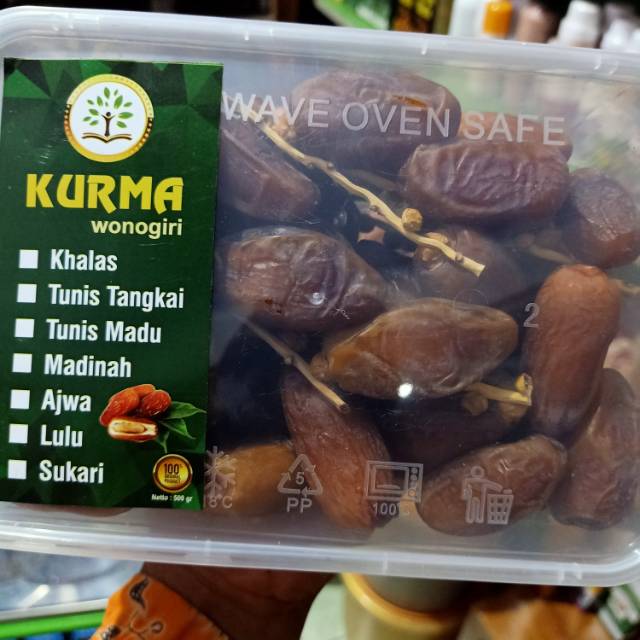 WAVE OVEN SAFE
KURMA
wonogiri
Khalas
Tunis Tangkai
Tunis Madu
Madinah
Ajwa
Lulu
Sukari
100%
Netto : 500 gr
2
5
PP